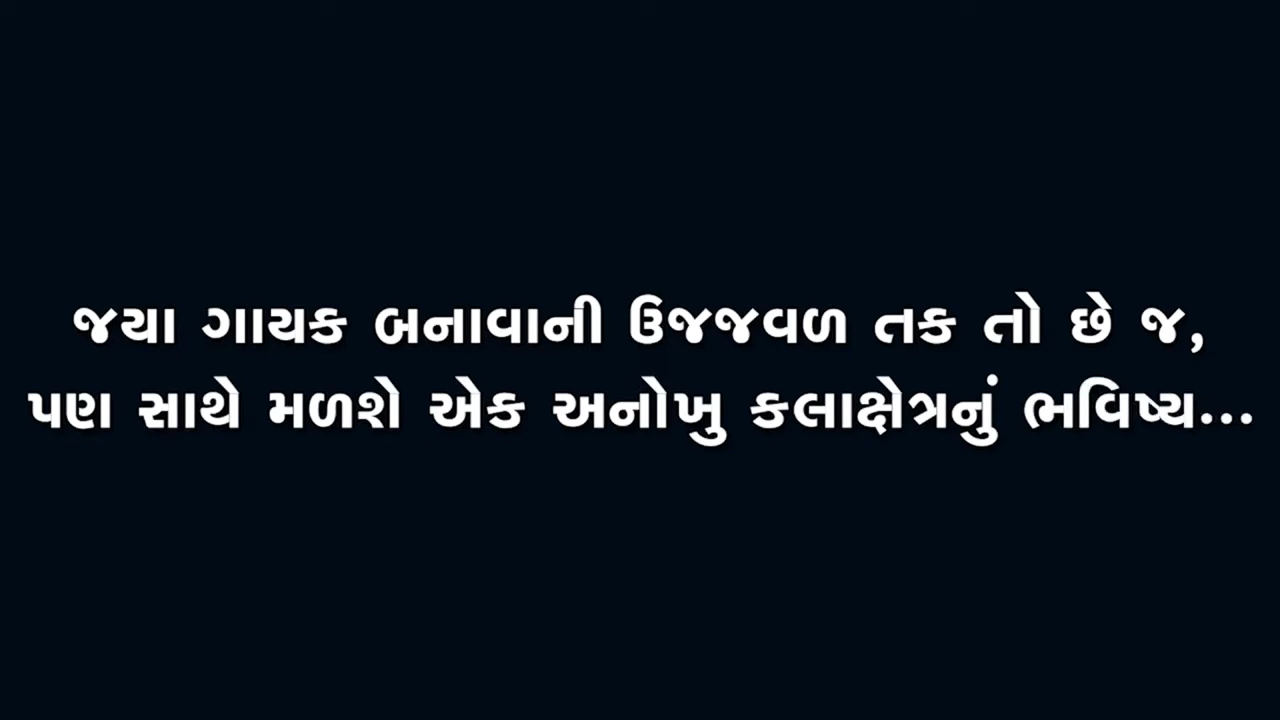 જયા ગાયક બનાવાની ઉજજવળ તક તો છે જ,
પણ સાથે મળશે એક અનોખુ કલાક્ષેત્રનું ભવિષ્ય...